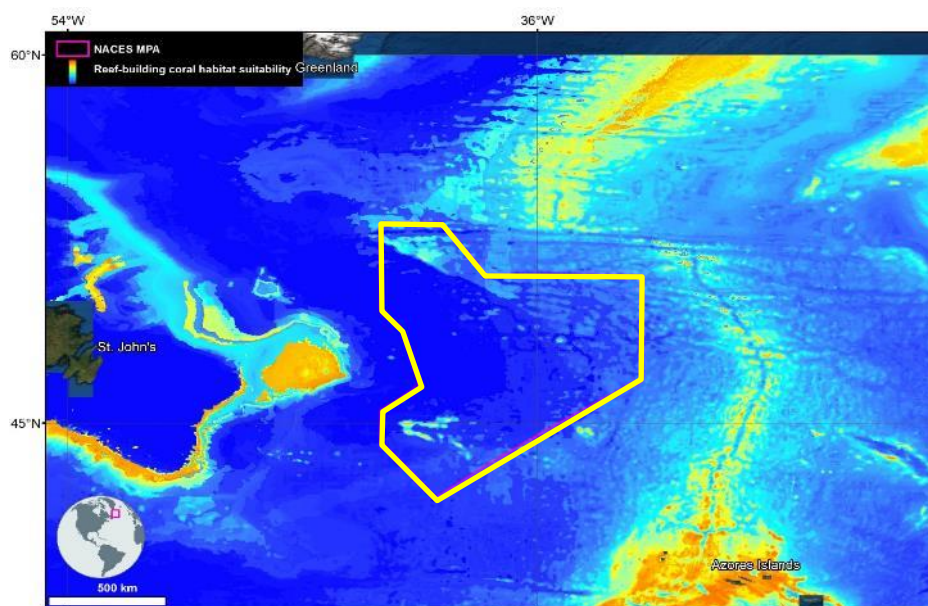 54°W
36°W
60°N
NACES MPA
Reef-building coral habitat suitability
Greenland
St. John's
45°N
500 km
Azores Islands